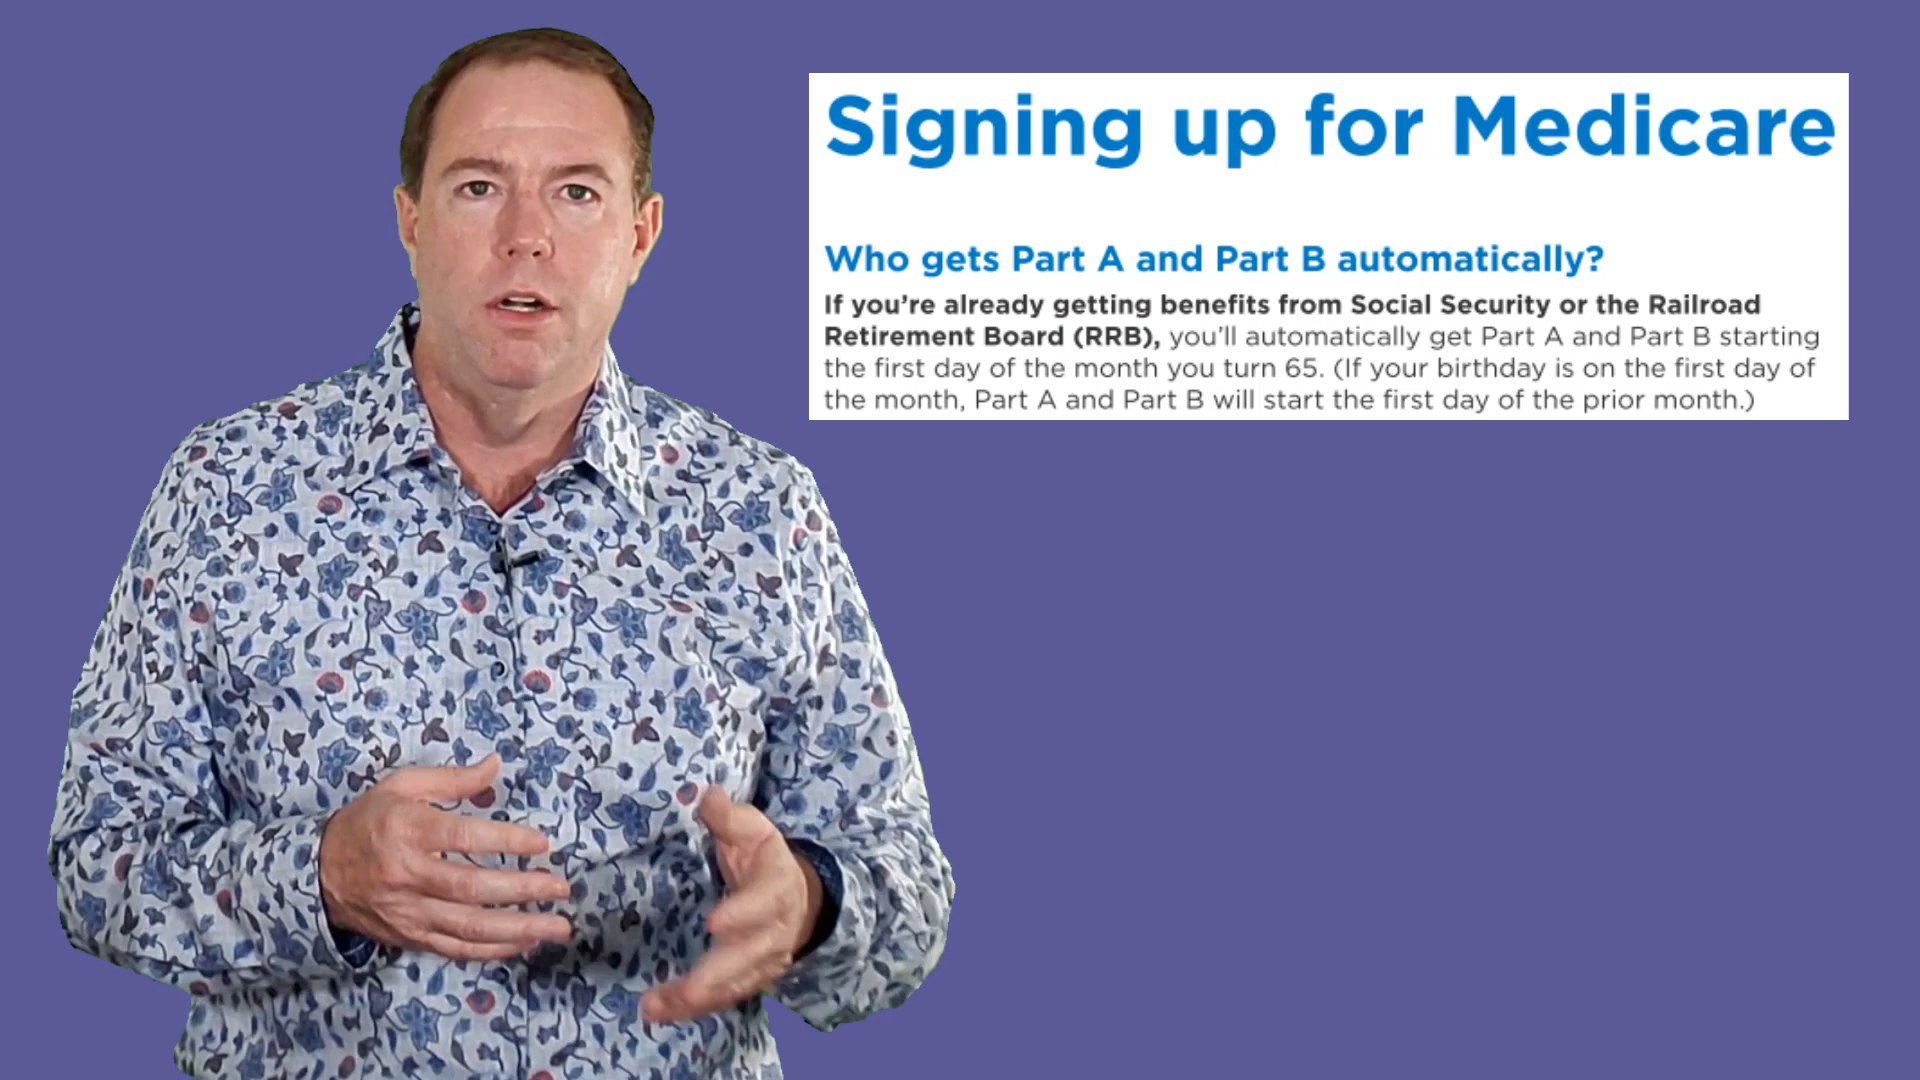 Signing up for Medicare
Who gets Part A and Part B automatically?
If you’re already getting benefits from Social Security or the Railroad
Retirement Board (RRB), you’ll automatically get Part A and Part B starting
the first day of the month you turn 65. (If your birthday is on the first day of
the month, Part A and Part B will start the first day of the prior month.)